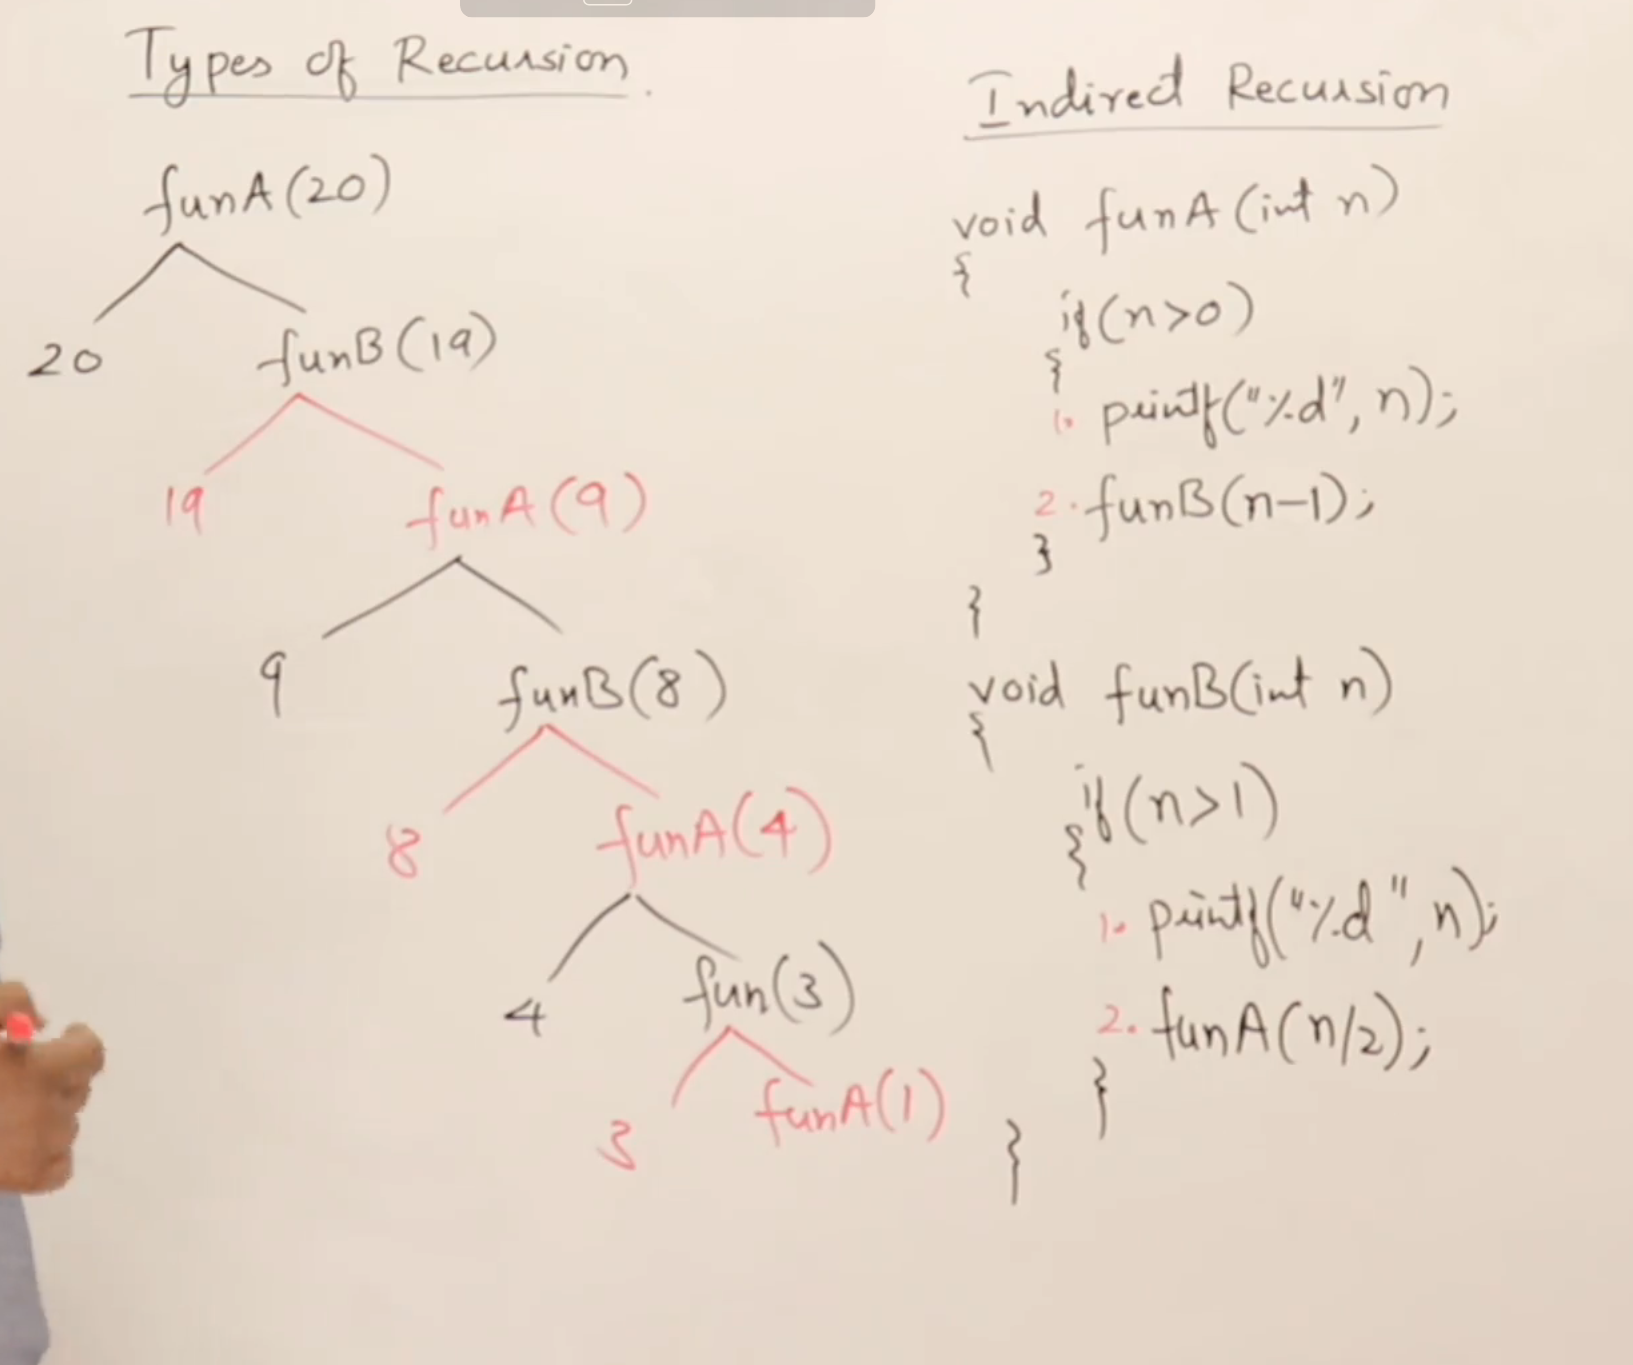 Types of Recursion.
funA(20)
20 funB(19)
19 funA(9)
9 funB(8)
8 funA(4)
4 fun(3)
3 funA(1)
Indirect Recursion
void funA(int n)
{
if(n>0)
{
1. printf("%d", n);
2. funB(n-1);
}
}
void funB(int n)
{
if(n>1)
{
1. printf("%d", n);
2. funA(n/2);
}
}